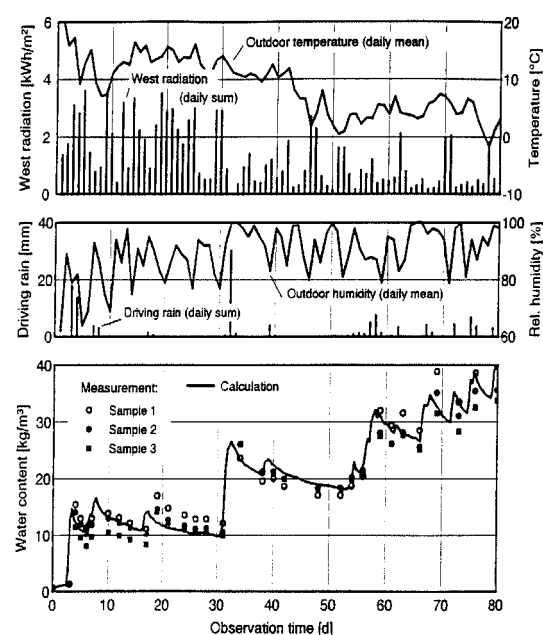 6
4
2
0
West radiation [kWh/m²]
Outdoor temperature (daily mean)
West radiation
(daily sum)
20
10
0
-10
Temperature [°C]
40
20
0
Driving rain [mm]
Outdoor humidity (daily mean)
Driving rain (daily sum)
100
80
60
Rel. humidity [%]
40
30
20
10
0
Water content [kg/m³]
Measurement:
Calculation
Sample 1
Sample 2
Sample 3
0 10 20 30 40 50 60 70 80
Observation time [d]